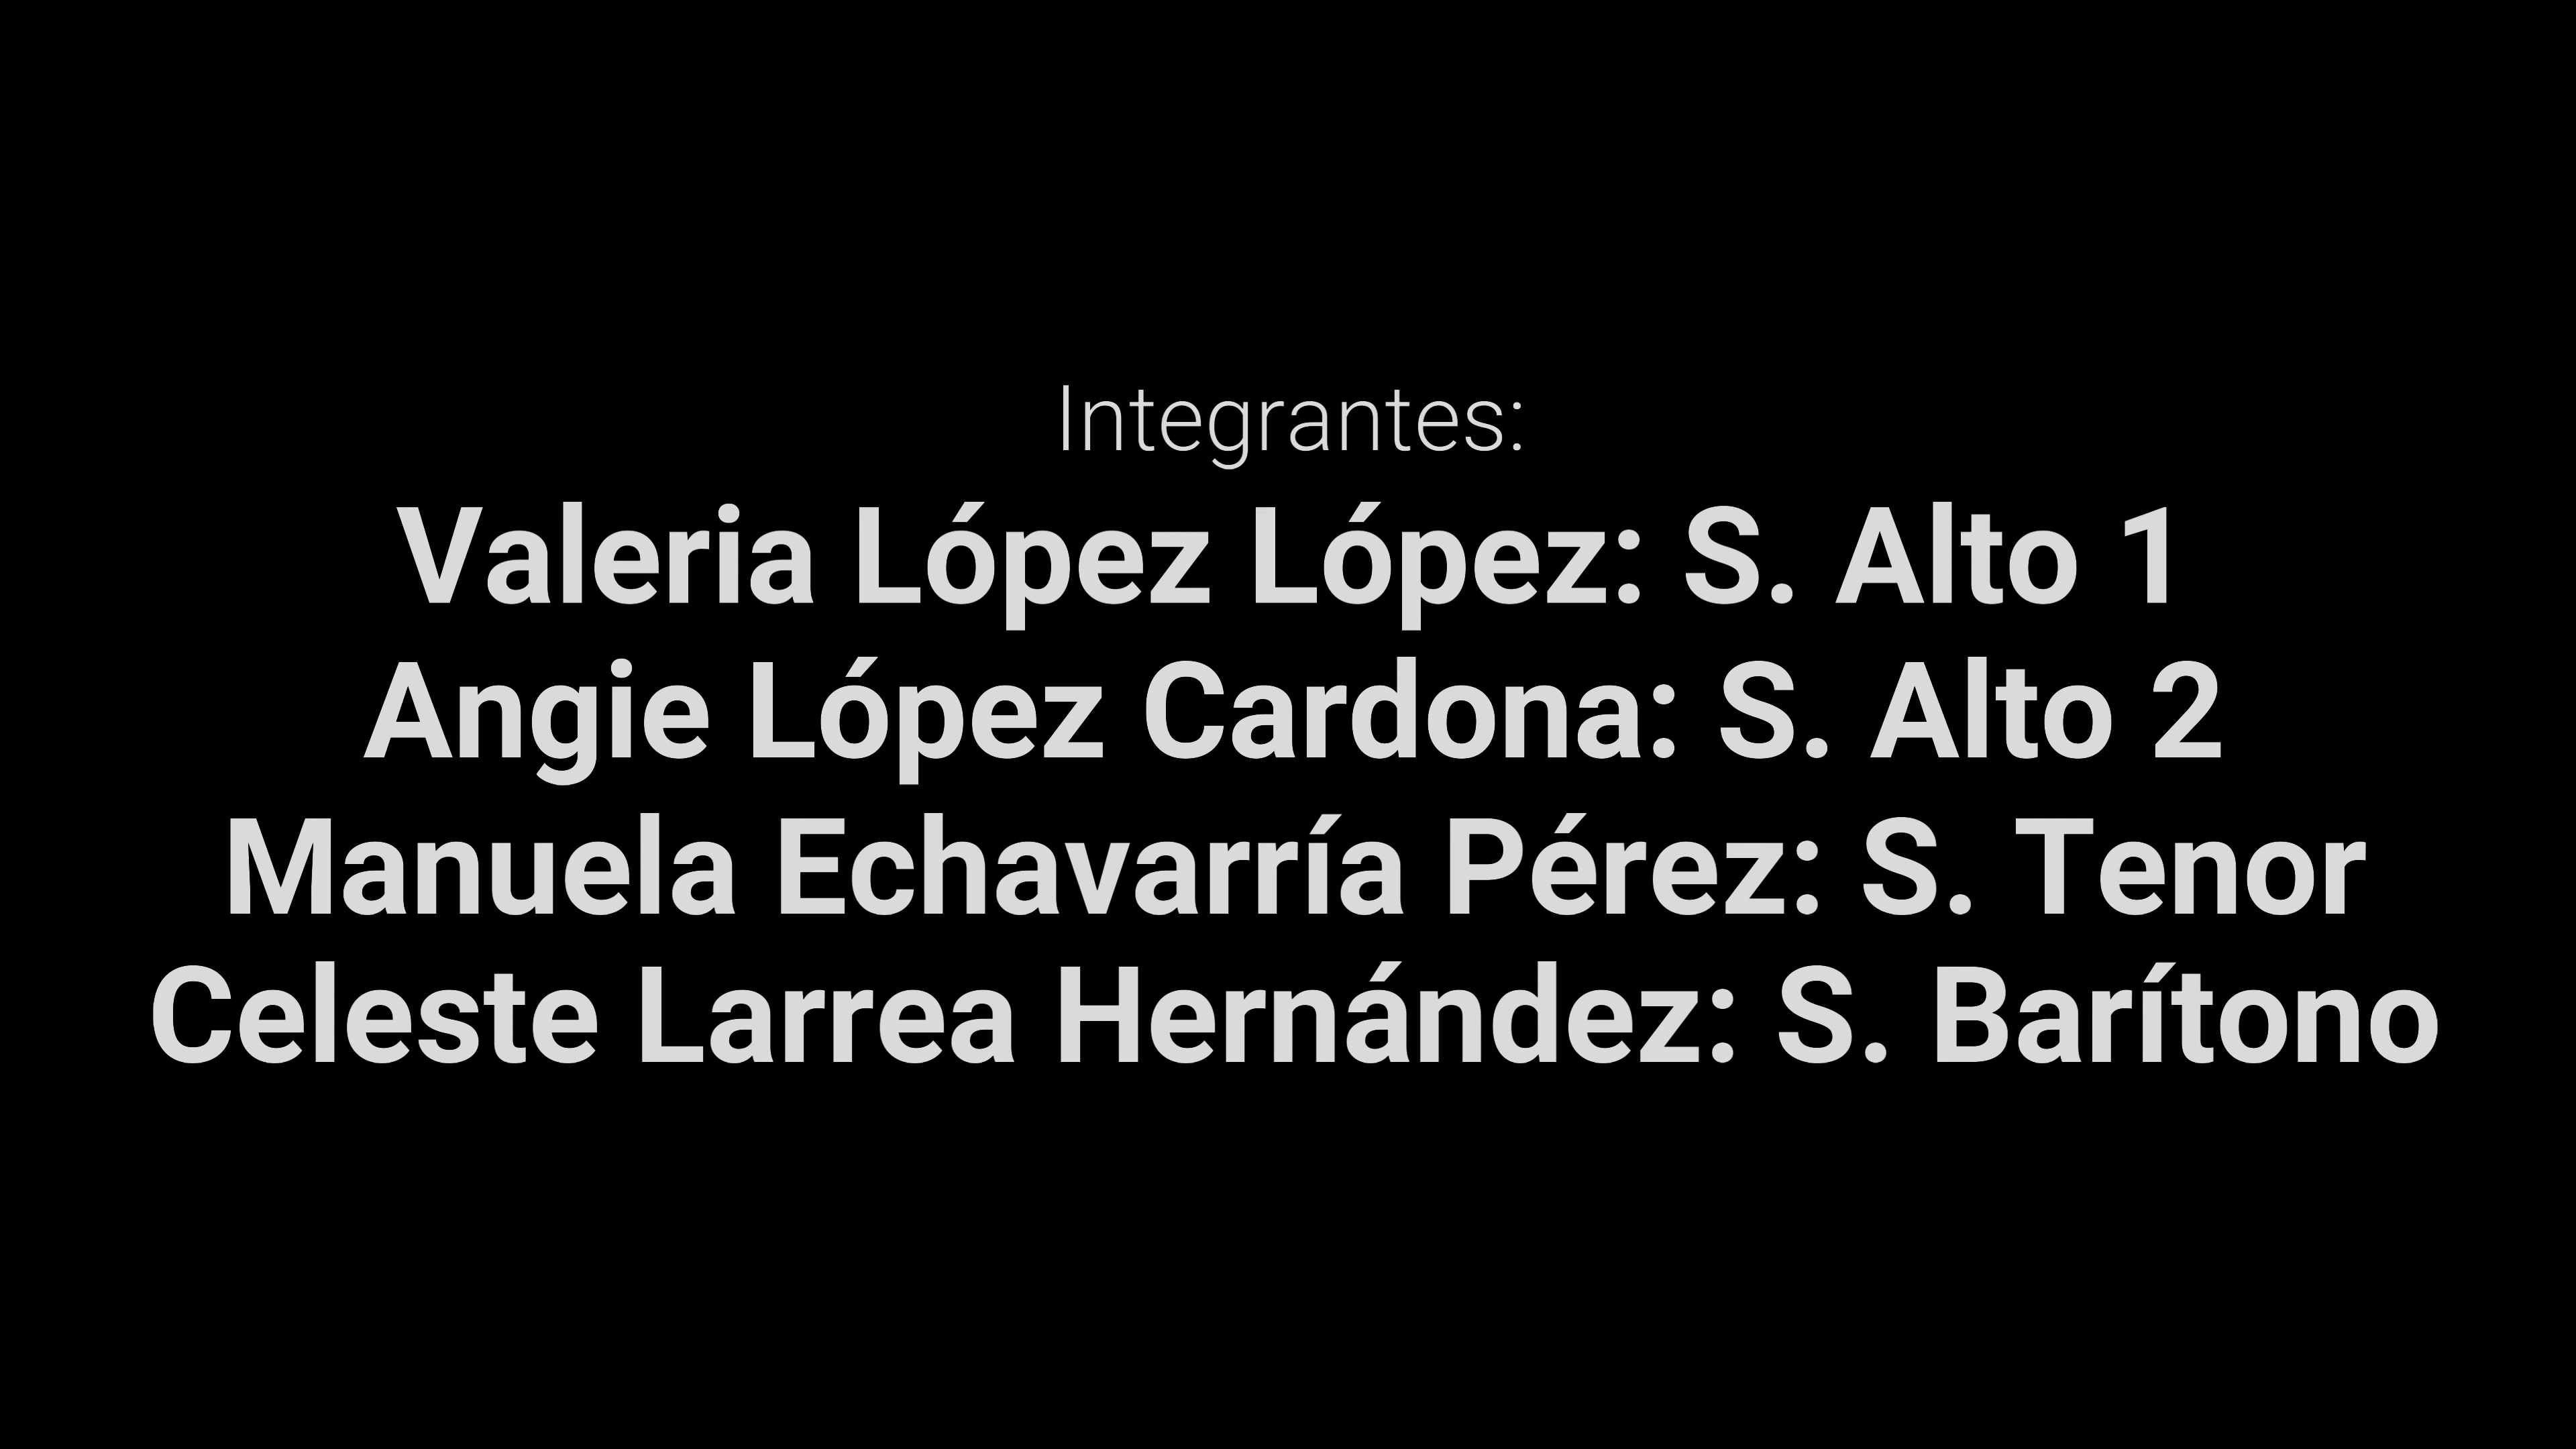 Integrantes:
Valeria López López: S. Alto 1
Angie López Cardona: S. Alto 2
Manuela Echavarría Pérez: S. Tenor
Celeste Larrea Hernández: S. Barítono